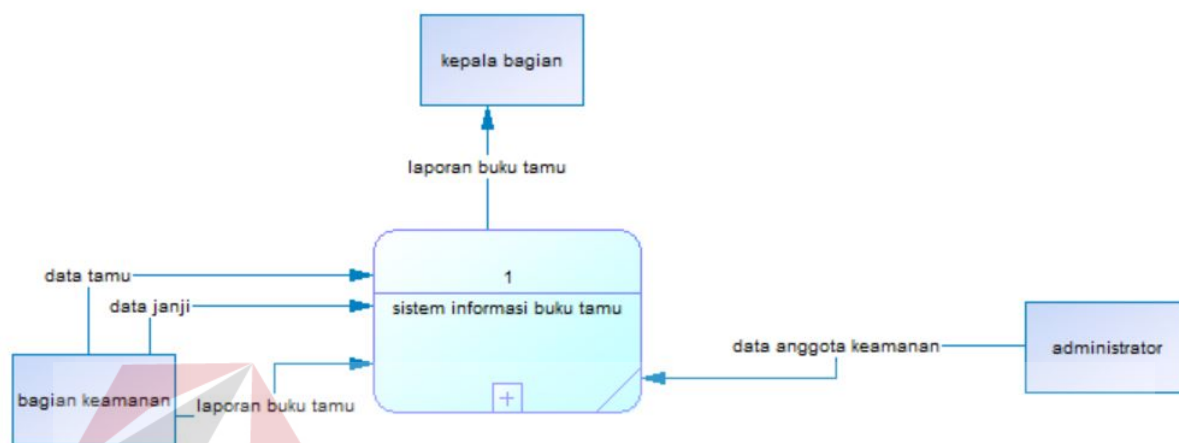 kepala bagian
laporan buku tamu
1
data tamu
data janji
sistem informasi buku tamu
data anggota keamanan
administrator
bagian keamanan
laporan buku tamu